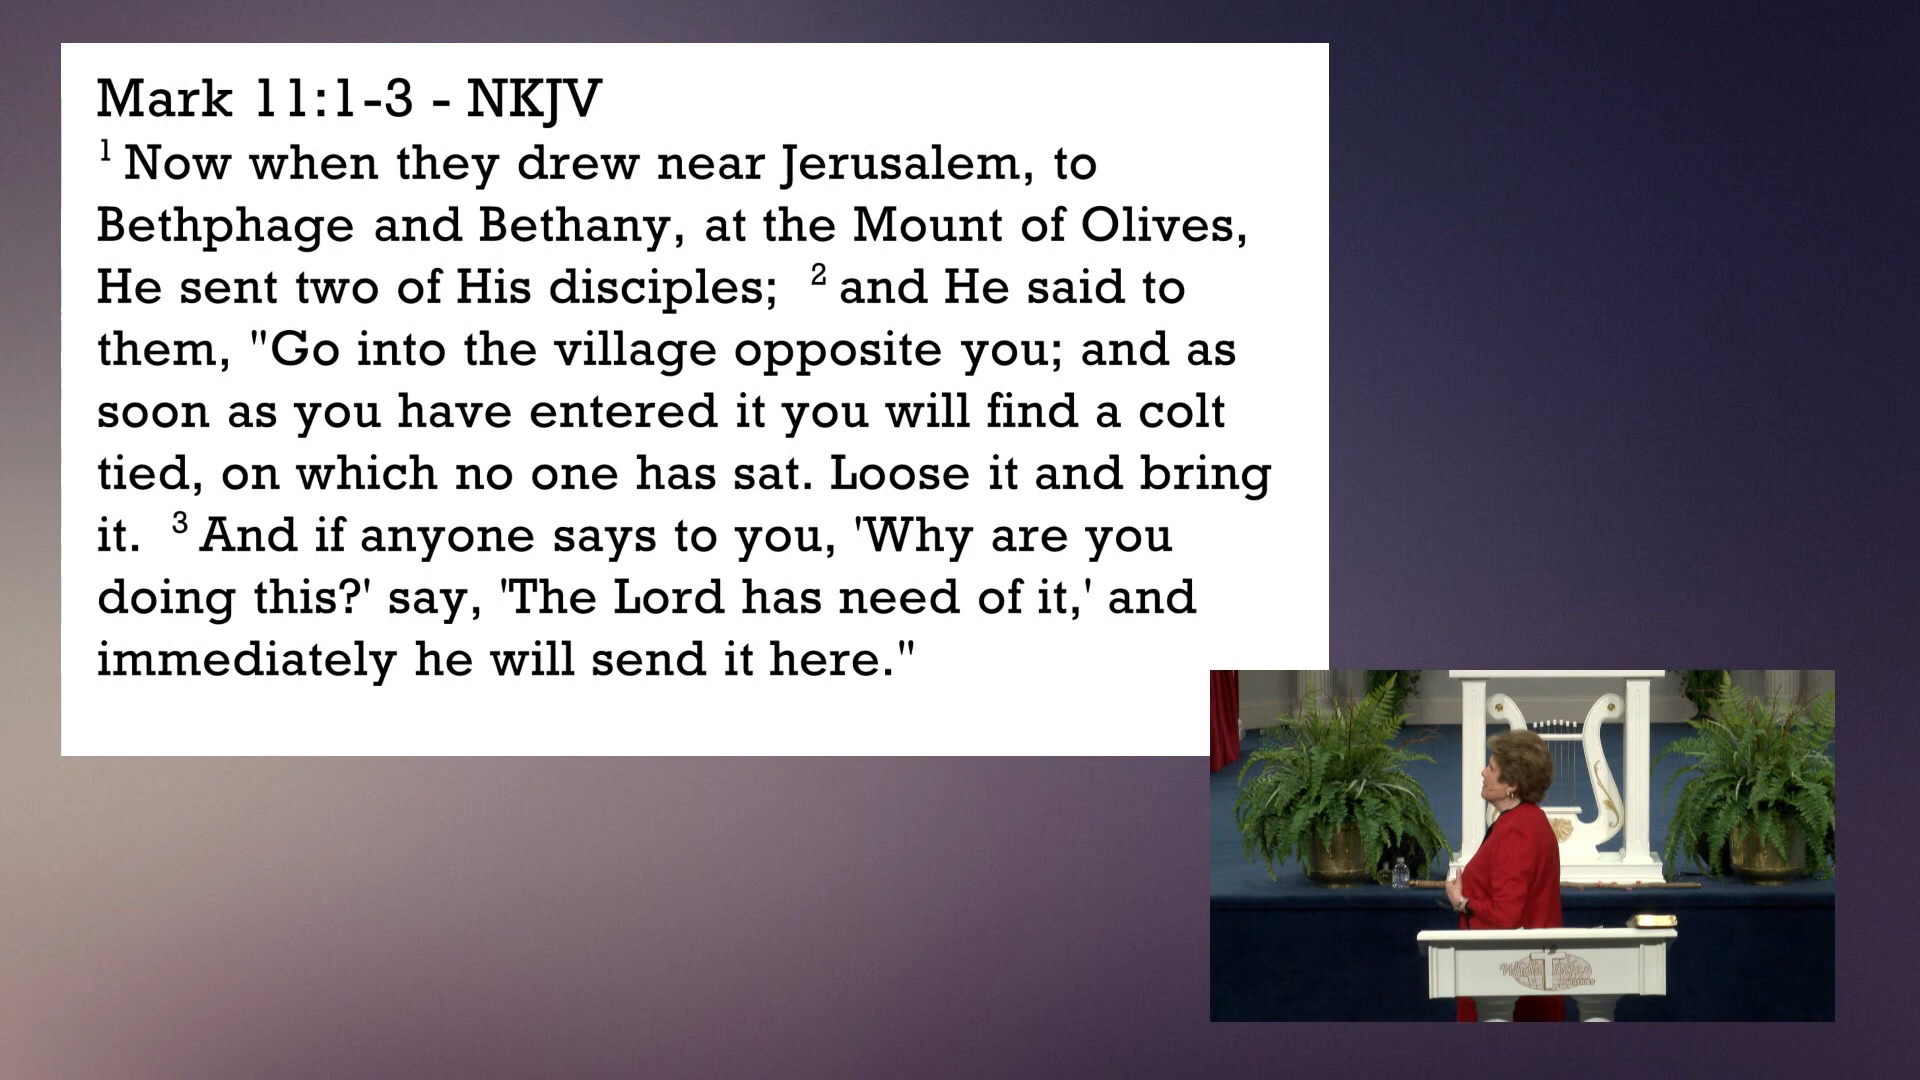 Mark 11:1-3 - NKJV
1 Now when they drew near Jerusalem, to
Bethphage and Bethany, at the Mount of Olives,
He sent two of His disciples; 2 and He said to
them, "Go into the village opposite you; and as
soon as you have entered it you will find a colt
tied, on which no one has sat. Loose it and bring
it. 3 And if anyone says to you, 'Why are you
doing this?' say, 'The Lord has need of it,' and
immediately he will send it here."